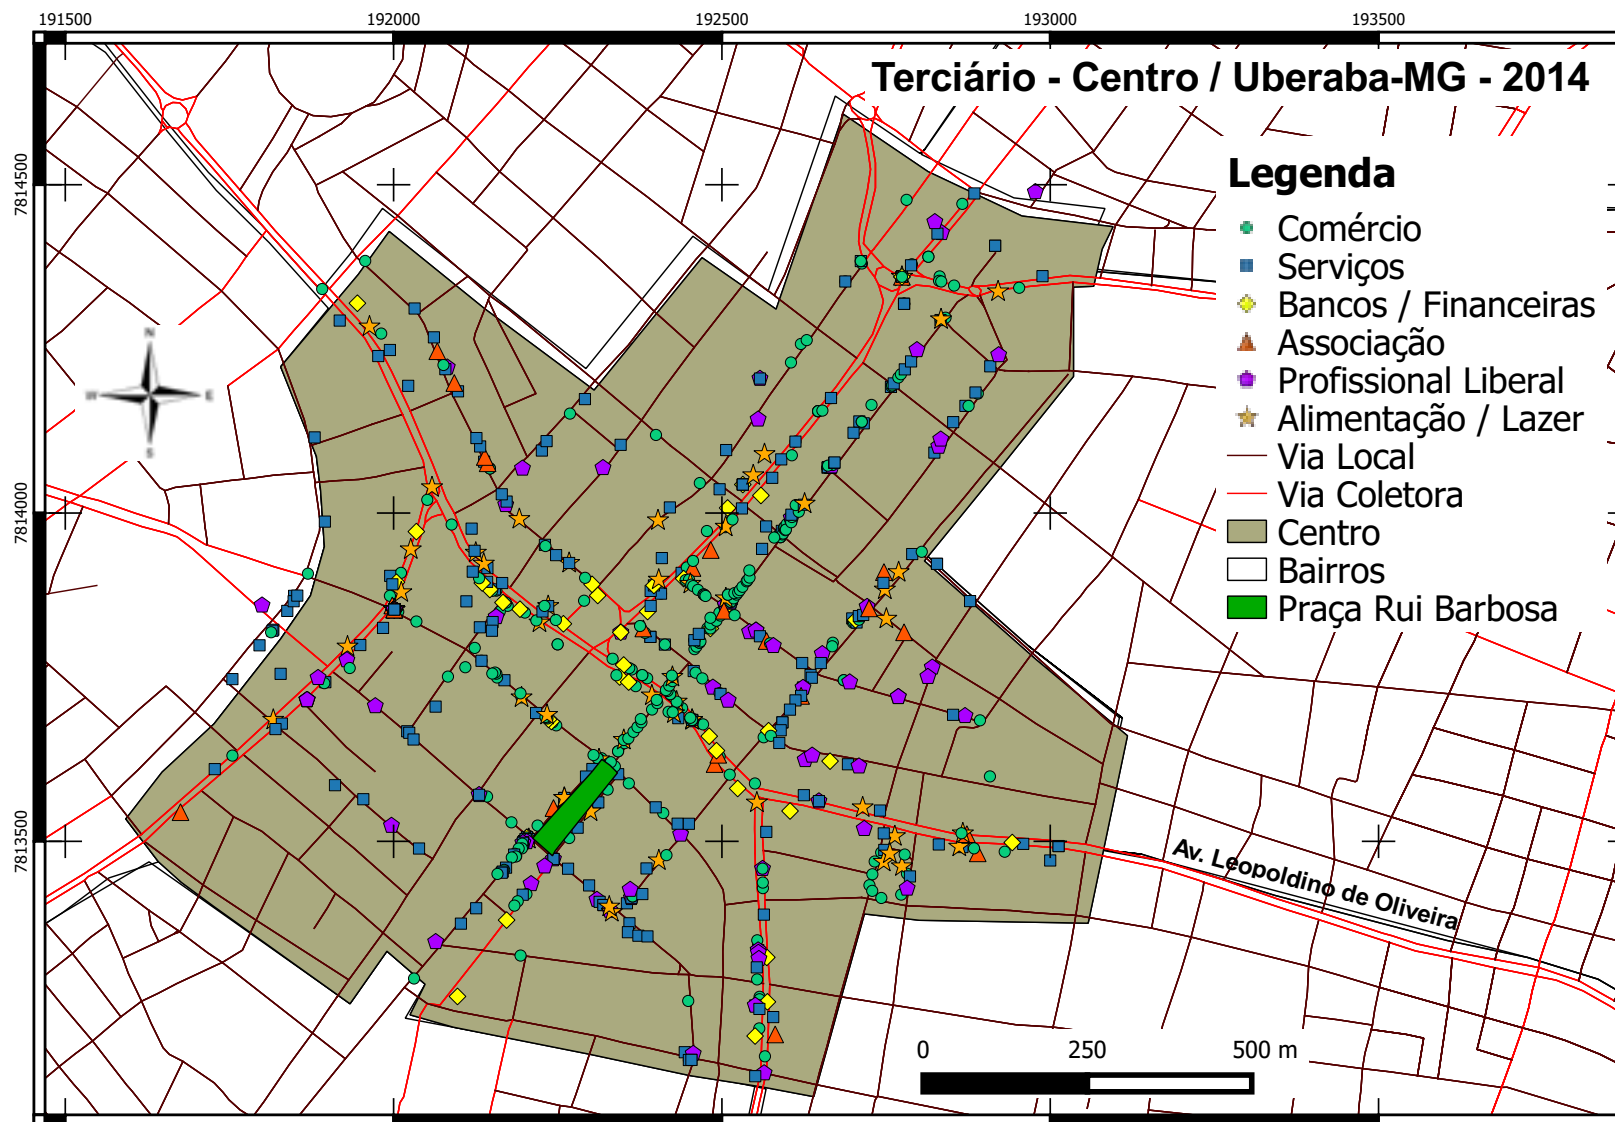 191500
192000
192500
193000
193500
Terciário - Centro / Uberaba-MG - 2014
7814500
7814000
7813500
N
W
E
S
Legenda
Comércio
Serviços
Bancos / Financeiras
Associação
Profissional Liberal
Alimentação / Lazer
Via Local
Via Coletora
Centro
Bairros
Praça Rui Barbosa
Av. Leopoldino de Oliveira
0 250 500 m